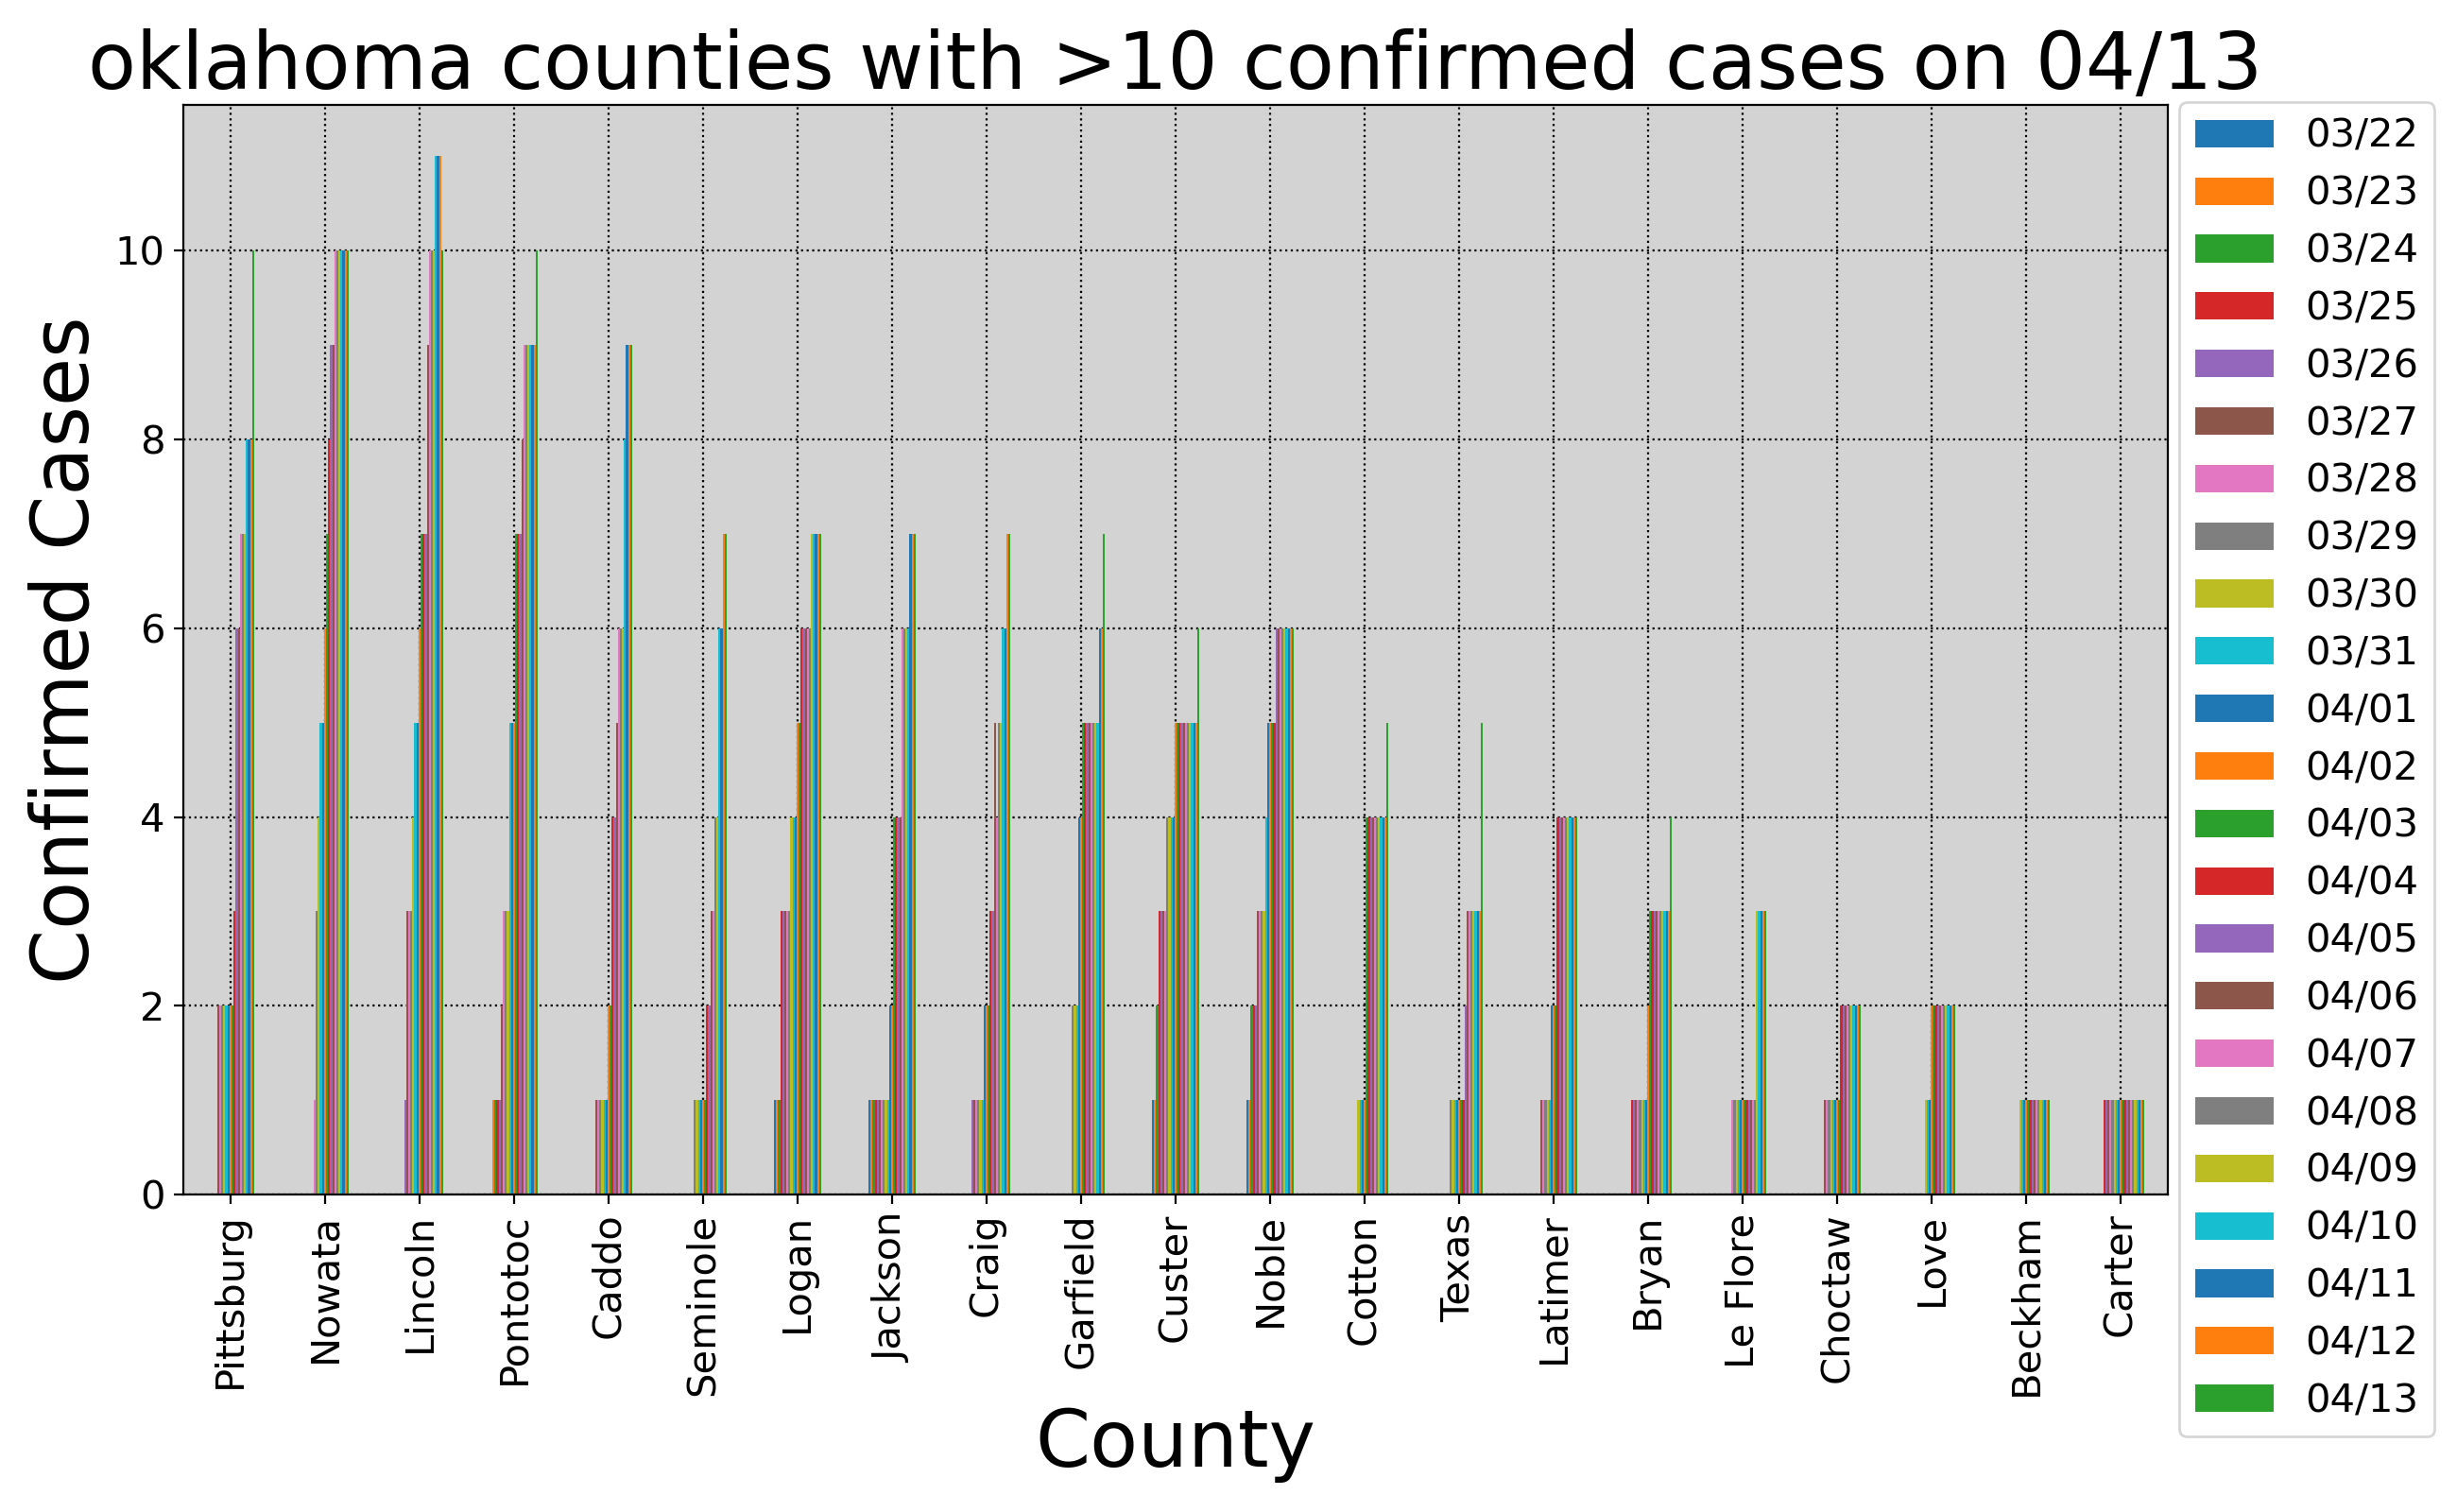 oklahoma counties with >10 confirmed cases on 04/13
Confirmed Cases
10
8
6
4
2
0
Pittsburg
Nowata
Lincoln
Pontotoc
Caddo
Seminole
Logan
Jackson
Craig
Garfield
Custer
Noble
Cotton
Texas
Latimer
Bryan
Le Flore
Choctaw
Love
Beckham
Carter
County
03/22
03/23
03/24
03/25
03/26
03/27
03/28
03/29
03/30
03/31
04/01
04/02
04/03
04/04
04/05
04/06
04/07
04/08
04/09
04/10
04/11
04/12
04/13